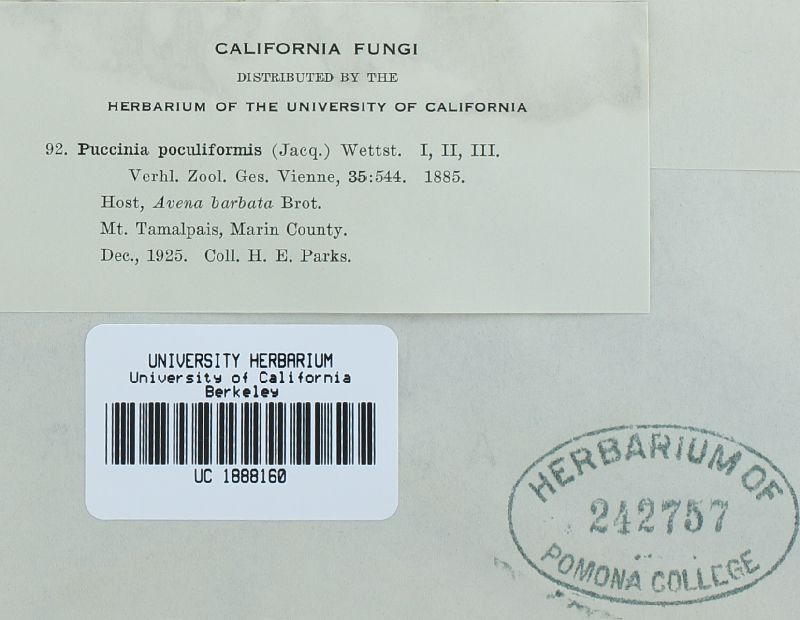 CALIFORNIA FUNGI
DISTRIBUTED BY THE
HERBARIUM OF THE UNIVERSITY OF CALIFORNIA
92. Puccinia poculiformis (Jacq.) Wettst. I, II, III.
Verhl. Zool. Ges. Vienne, 35:544. 1885.
Host, Avena barbata Brot.
Mt. Tamalpais, Marin County.
Dec., 1925. Coll. H. E. Parks.
UNIVERSITY HERBARIUM
University of California
Berkeley
UC 1888160
HERBARIUM OF
242757
POMONA COLLEGE